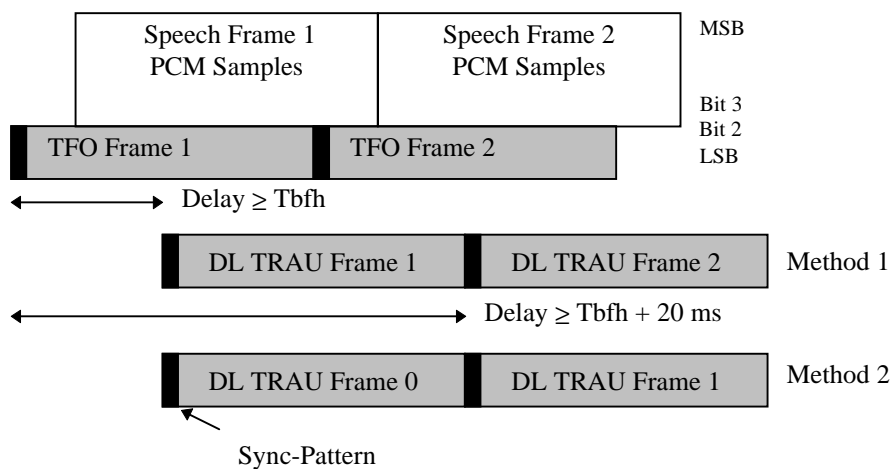 Speech Frame 1
PCM Samples
Speech Frame 2
PCM Samples
MSB
Bit 3
Bit 2
LSB
TFO Frame 1
TFO Frame 2
Delay ≥ Tbfh
DL TRAU Frame 1
DL TRAU Frame 2
Method 1
Delay ≥ Tbfh + 20 ms
DL TRAU Frame 0
DL TRAU Frame 1
Method 2
Sync-Pattern